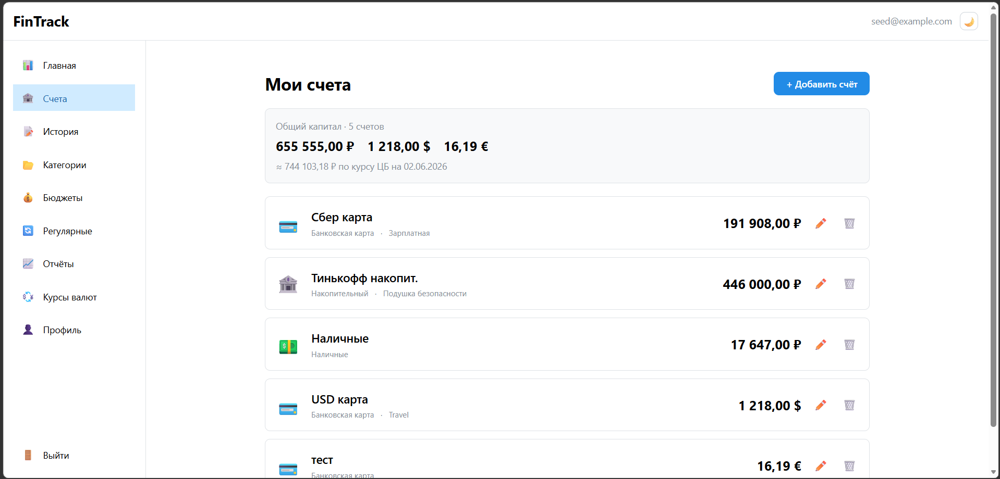 FinTrack
seed@example.com
Главная
Счета
История
Категории
Бюджеты
Регулярные
Отчёты
Курсы валют
Профиль
Выйти
Мои счета
+ Добавить счёт
Общий капитал · 5 счетов
655 555,00 ₽ 1 218,00 $ 16,19 €
≈ 744 103,18 ₽ по курсу ЦБ на 02.06.2026
Сбер карта
Банковская карта · Зарплатная
191 908,00 ₽
Тинькофф накопит.
Накопительный · Подушка безопасности
446 000,00 ₽
Наличные
Наличные
17 647,00 ₽
USD карта
Банковская карта · Travel
1 218,00 $
тест
Банковская карта
16,19 €